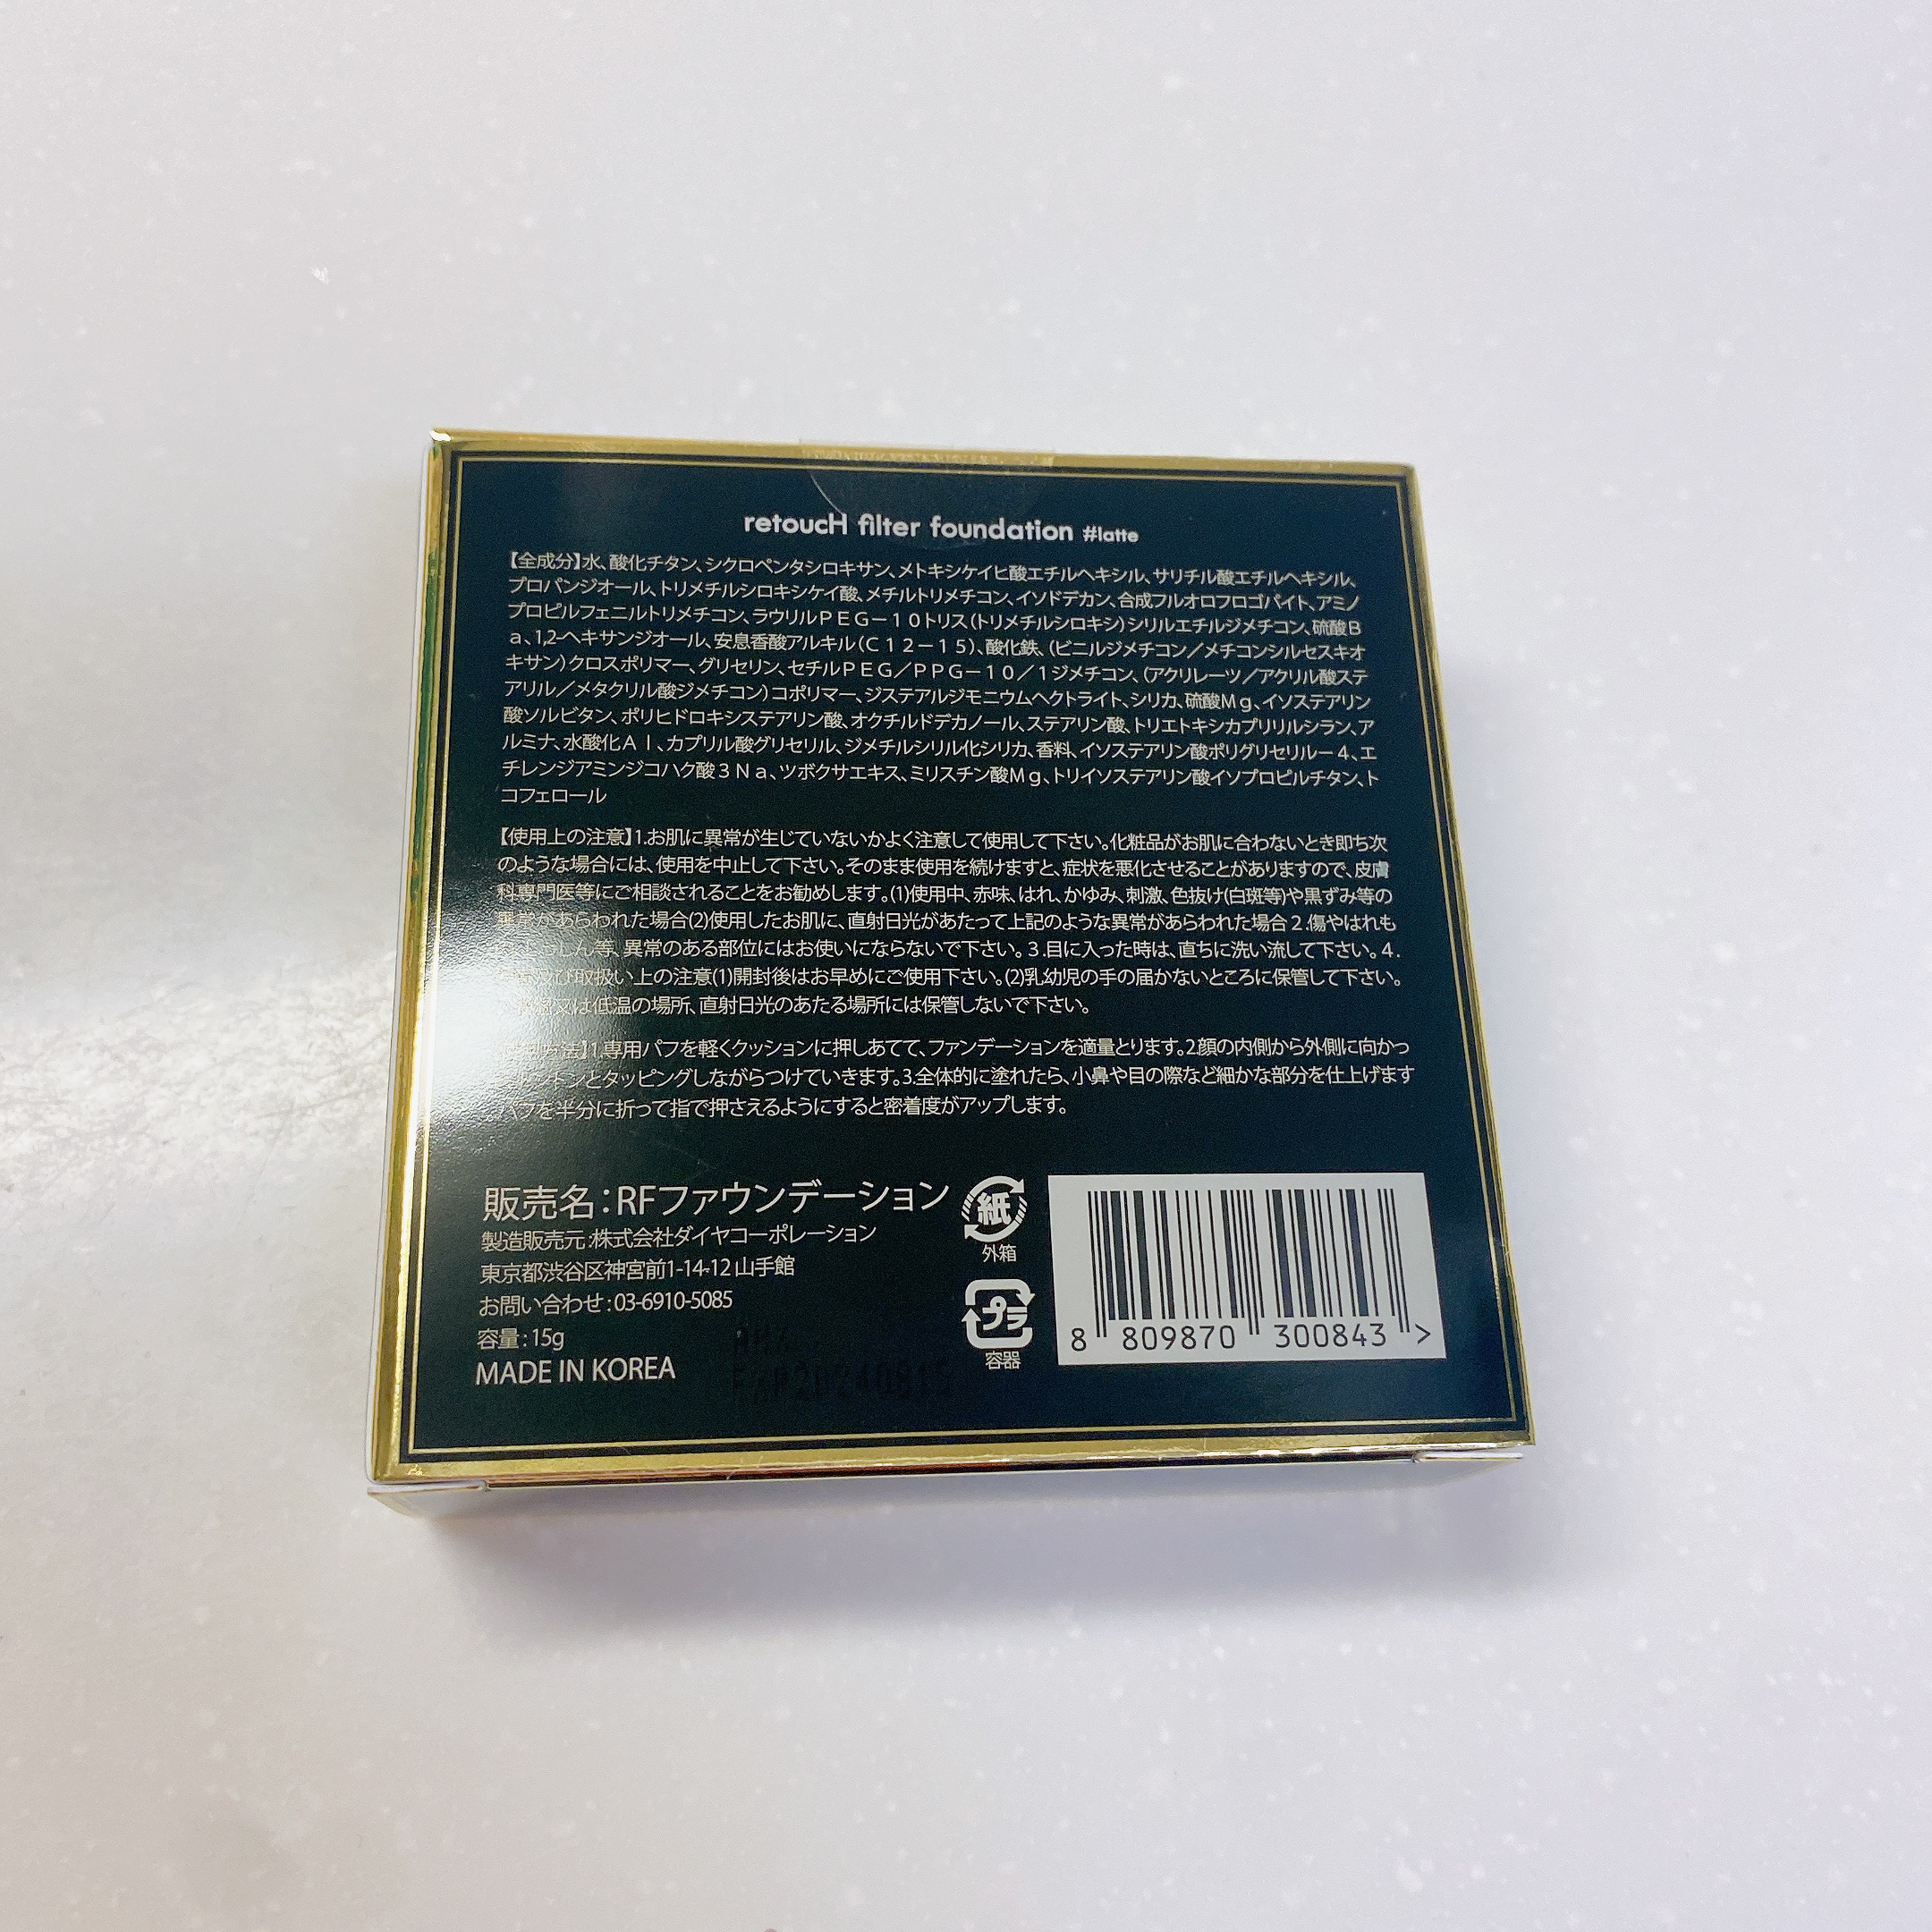 retoucH filter foundation #latte
【全成分】水、酸化チタン、シクロペンタシロキサン、メトキシケイヒ酸エチルヘキシル、サリチル酸エチルヘキシル、
プロパンジオール、トリメチルシロキシケイ酸、メチルトリメチコン、イソドデカン、合成フルオロフロゴパイト、アミノ
プロピルフェニルトリメチコン、ラウリルＰＥＧ－１０トリス（トリメチルシロキシ）シリルエチルジメチコン、硫酸Ｂ
ａ、1,2-ヘキサンジオール、安息香酸アルキル（Ｃ１２－１５）、酸化鉄、（ビニルジメチコン／メチコンシルセスキオ
キサン）クロスポリマー、グリセリン、セチルＰＥＧ／ＰＰＧ－１０／１ジメチコン、（アクリレーツ／アクリル酸ステ
アリル／メタクリル酸ジメチコン）コポリマー、ジステアルジモニウムヘクトライト、シリカ、硫酸Ｍｇ、イソステアリン
酸ソルビタン、ポリヒドロキシステアリン酸、オクチルドデカノール、ステアリン酸、トリエトキシカプリリルシラン、ア
ルミナ、水酸化Ａｌ、カプリル酸グリセリル、ジメチルシリル化シリカ、香料、イソステアリン酸ポリグリセリル－４、エ
チレンジアミンジコハク酸３Ｎａ、ツボクサエキス、ミリスチン酸Ｍｇ、トリイソステアリン酸イソプロピルチタン、ト
コフェロール
【使用上の注意】1.お肌に異常が生じていないかよく注意して使用して下さい。化粧品がお肌に合わないとき即ち次
のような場合には、使用を中止して下さい。そのまま使用を続けますと、症状を悪化させることがありますので、皮膚
科専門医等にご相談されることをお勧めします。(1)使用中、赤味、はれ、かゆみ、刺激、色抜け(白斑等)や黒ずみ等の
異常があらわれた場合(2)使用したお肌に、直射日光があたって上記のような異常があらわれた場合２.傷やはれも
しん等、異常のある部位にはお使いにならないで下さい。３.目に入った時は、直ちに洗い流して下さい。４.
及び取扱い上の注意(1)開封後はお早めにご使用下さい。(2)乳幼児の手の届かないところに保管して下さい。
又は低温の場所、直射日光のあたる場所には保管しないで下さい。
法】1.専用パフを軽くクッションに押しあてて、ファンデーションを適量とります。2.顔の内側から外側に向かっ
トントンとタッピングしながらつけていきます。3.全体的に塗れたら、小鼻や目の際など細かな部分を仕上げます
パフを半分に折って指で押さえるようにすると密着度がアップします。
販売名：RFファウンデーション
製造販売元:株式会社ダイヤコーポレーション
東京都渋谷区神宮前1-14-12 山手館
お問い合わせ：03-6910-5085
容量：15g
MADE IN KOREA
紙
外箱
プラ
容器
8 809870 300843 >